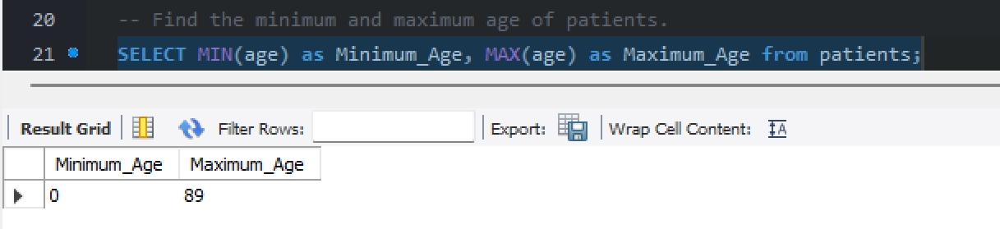 20 -- Find the minimum and maximum age of patients.
21 SELECT MIN(age) as Minimum_Age, MAX(age) as Maximum_Age from patients;
Result Grid Filter Rows: Export: Wrap Cell Content: IA
Minimum_Age Maximum_Age
0 89